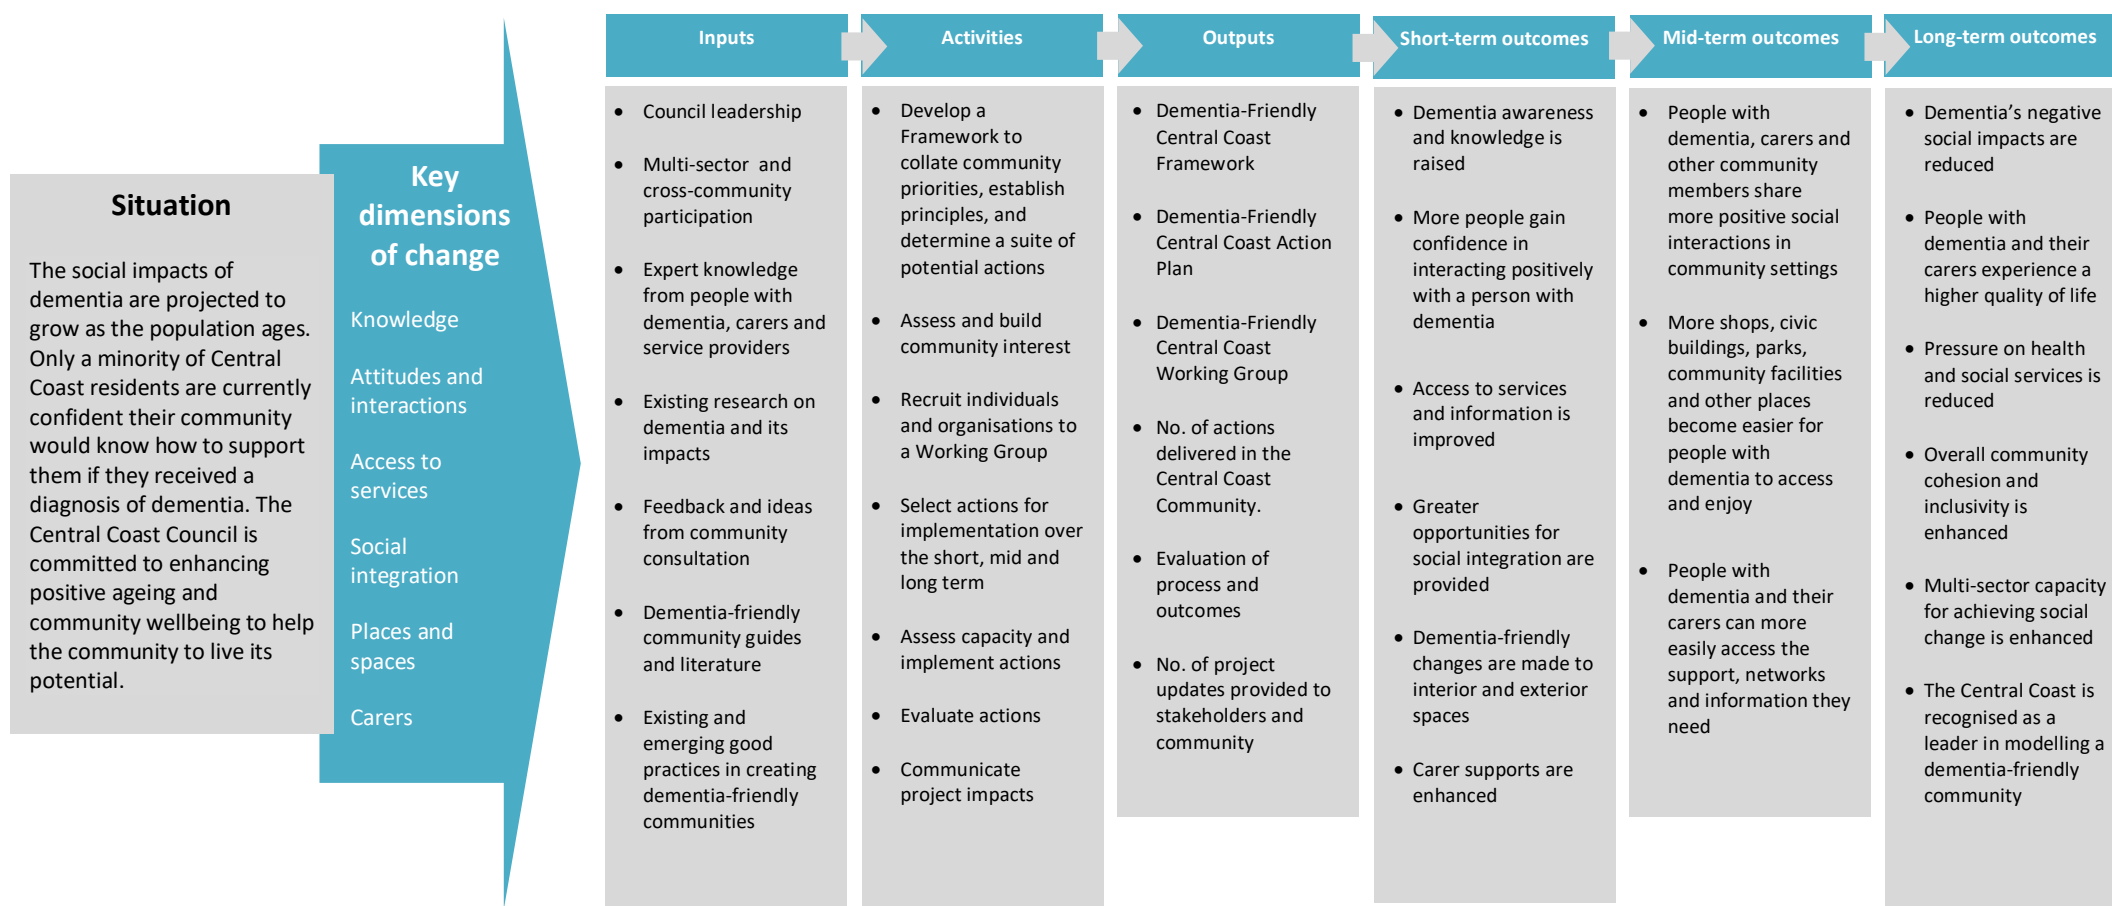 Situation
The social impacts of
dementia are projected to
grow as the population ages.
Only a minority of Central
Coast residents are currently
confident their community
would know how to support
them if they received a
diagnosis of dementia. The
Central Coast Council is
committed to enhancing
positive ageing and
community wellbeing to help
the community to live its
potential.
Key
dimensions
of change
Knowledge
Attitudes and
interactions
Access to
services
Social
integration
Places and
spaces
Carers
Inputs
• Council leadership
• Multi-sector and
cross-community
participation
• Expert knowledge
from people with
dementia, carers and
service providers
• Existing research on
dementia and its
impacts
• Feedback and ideas
from community
consultation
• Dementia-friendly
community guides
and literature
• Existing and
emerging good
practices in creating
dementia-friendly
communities
Activities
• Develop a
Framework to
collate community
priorities, establish
principles, and
determine a suite of
potential actions
• Assess and build
community interest
• Recruit individuals
and organisations to
a Working Group
• Select actions for
implementation over
the short, mid and
long term
• Assess capacity and
implement actions
• Evaluate actions
• Communicate
project impacts
Outputs
• Dementia-Friendly
Central Coast
Framework
• Dementia-Friendly
Central Coast Action
Plan
• Dementia-Friendly
Central Coast
Working Group
• No. of actions
delivered in the
Central Coast
Community.
• Evaluation of
process and
outcomes
• No. of project
updates provided to
stakeholders and
community
Short-term outcomes
• Dementia awareness
and knowledge is
raised
• More people gain
confidence in
interacting positively
with a person with
dementia
• Access to services
and information is
improved
• Greater
opportunities for
social integration are
provided
• Dementia-friendly
changes are made to
interior and exterior
spaces
• Carer supports are
enhanced
Mid-term outcomes
• People with
dementia, carers and
other community
members share
more positive social
interactions in
community settings
• More shops, civic
buildings, parks,
community facilities
and other places
become easier for
people with
dementia to access
and enjoy
• People with
dementia and their
carers can more
easily access the
support, networks
and information they
need
Long-term outcomes
• Dementia’s negative
social impacts are
reduced
• People with
dementia and their
carers experience a
higher quality of life
• Pressure on health
and social services is
reduced
• Overall community
cohesion and
inclusivity is
enhanced
• Multi-sector capacity
for achieving social
change is enhanced
• The Central Coast is
recognised as a
leader in modelling a
dementia-friendly
community